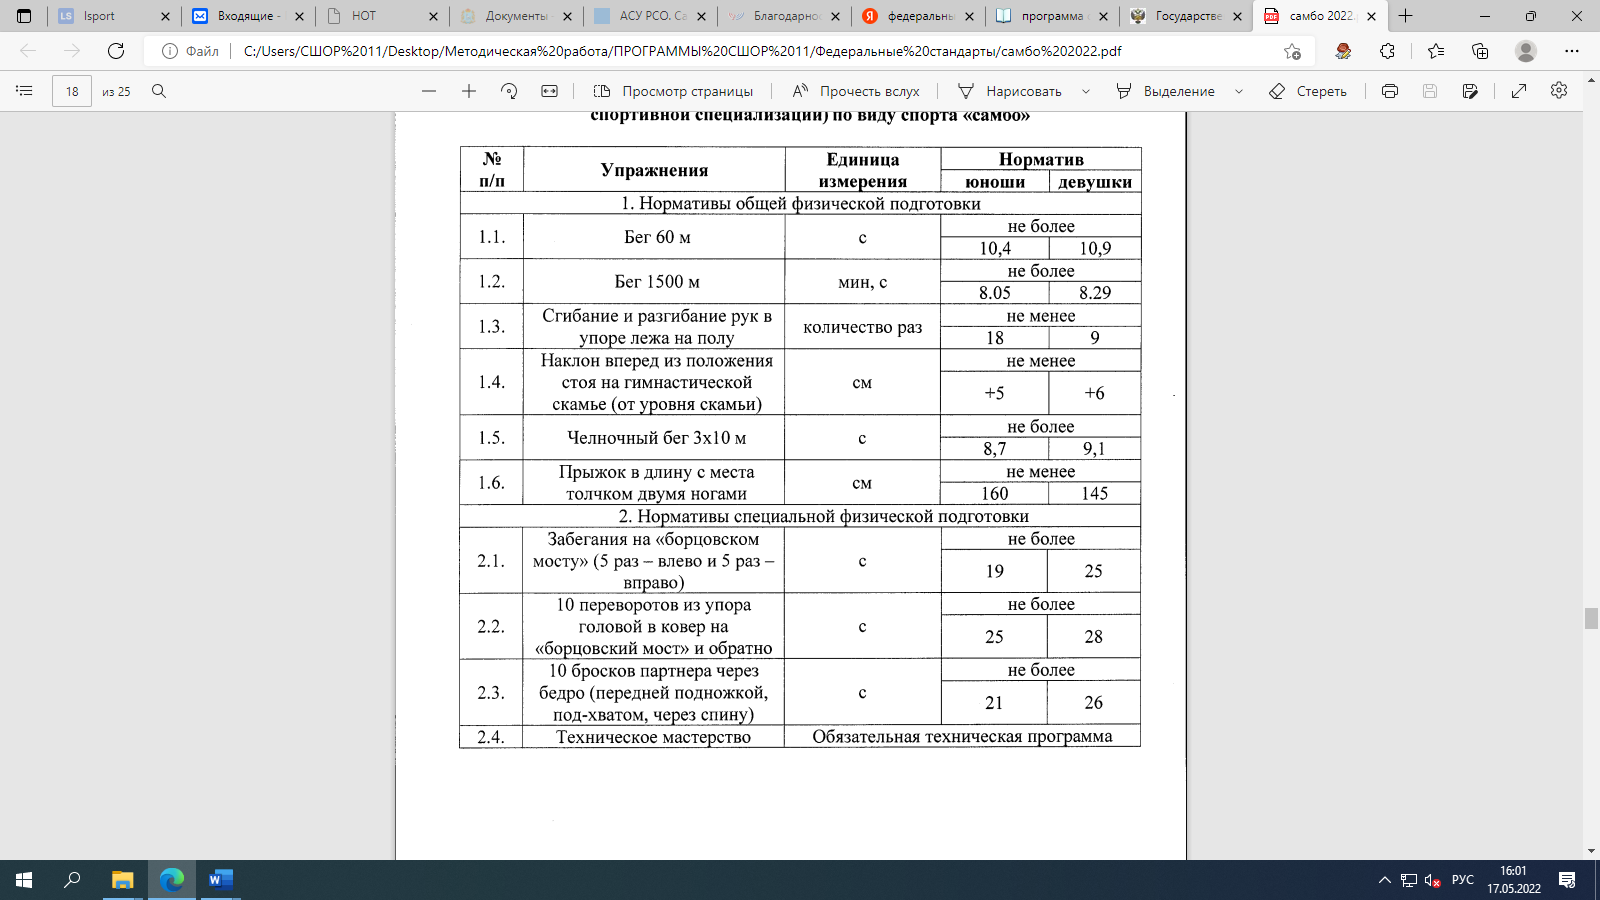 lsport
Входящие -
НОТ
Документы
АСУ РСО. Са
Благодарнос
федеральны
программа
Государстве
самбо 2022.
Файл
C:/Users/СШОР%2011/Desktop/Методическая%20работа/ПРОГРАММЫ%20СШОР%2011/Федеральные%20стандарты/самбо%202022.pdf
18 из 25
Просмотр страницы
Прочесть вслух
Нарисовать
Выделение
Стереть
спортивной специализации) по виду спорта «самбо»
№ п/п Упражнения Единица измерения Норматив
юноши девушки
1. Нормативы общей физической подготовки
1.1. Бег 60 м с не более
10,4 10,9
1.2. Бег 1500 м мин, с не более
8.05 8.29
1.3. Сгибание и разгибание рук в
упоре лежа на полу количество раз не менее
18 9
1.4. Наклон вперед из положения
стоя на гимнастической
скамье (от уровня скамьи) см не менее
+5 +6
1.5. Челночный бег 3х10 м с не более
8,7 9,1
1.6. Прыжок в длину с места
толчком двумя ногами см не менее
160 145
2. Нормативы специальной физической подготовки
2.1. Забегания на «борцовском
мосту» (5 раз – влево и 5 раз –
вправо) с не более
19 25
2.2. 10 переворотов из упора
головой в ковер на
«борцовский мост» и обратно с не более
25 28
2.3. 10 бросков партнера через
бедро (передней подножкой,
под-хватом, через спину) с не более
21 26
2.4. Техническое мастерство Обязательная техническая программа
РУС
16:01
17.05.2022